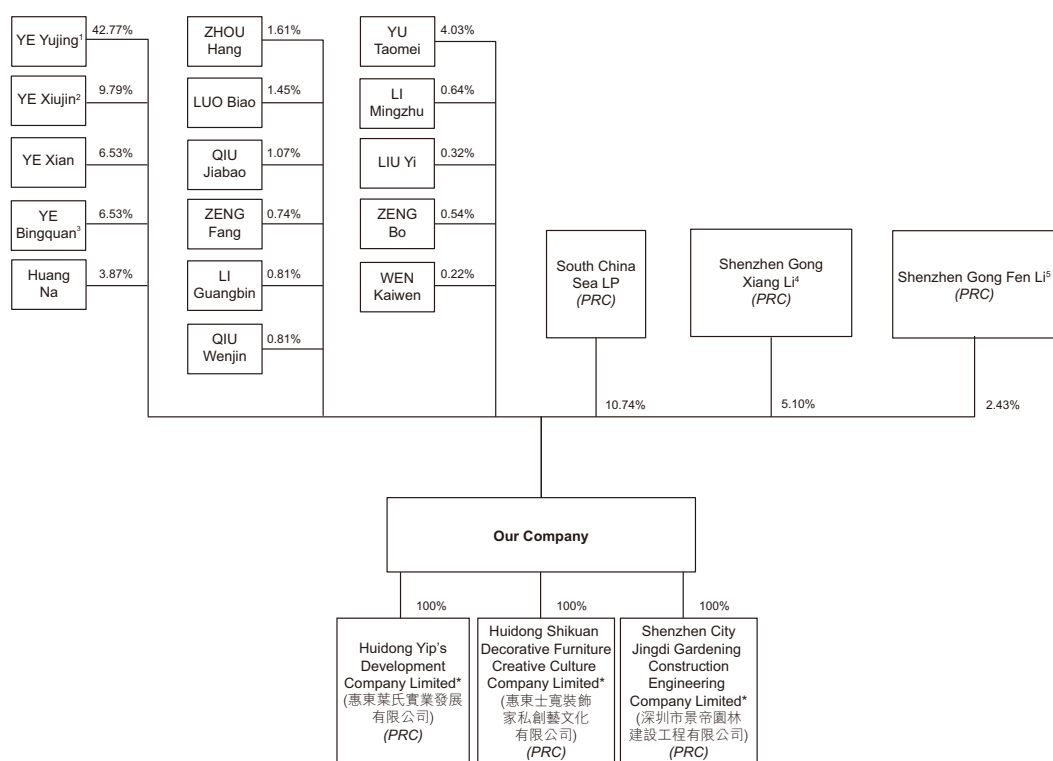 YE Yujing1
42.77%
YE Xiujin2
9.79%
YE Xian
6.53%
YE
Bingquan3
6.53%
Huang
Na
3.87%
ZHOU
Hang
1.61%
LUO Biao
1.45%
QIU
Jiabao
1.07%
ZENG
Fang
0.74%
LI
Guangbin
0.81%
QIU
Wenjin
0.81%
YU
Taomei
4.03%
LI
Mingzhu
0.64%
LIU Yi
0.32%
ZENG
Bo
0.54%
WEN
Kaiwen
0.22%
South China
Sea LP
(PRC)
10.74%
Shenzhen Gong
Xiang Li4
(PRC)
5.10%
Shenzhen Gong Fen Li5
(PRC)
2.43%
Our Company
100%
Huidong Yip's
Development
Company Limited*
(惠東葉氏實業發展
有限公司)
(PRC)
100%
Huidong Shikuan
Decorative Furniture
Creative Culture
Company Limited*
(惠東士寬裝飾
家私創藝文化
有限公司)
(PRC)
100%
Shenzhen City
Jingdi Gardening
Construction
Engineering
Company Limited*
(深圳市景帝園林
建設工程有限公司)
(PRC)